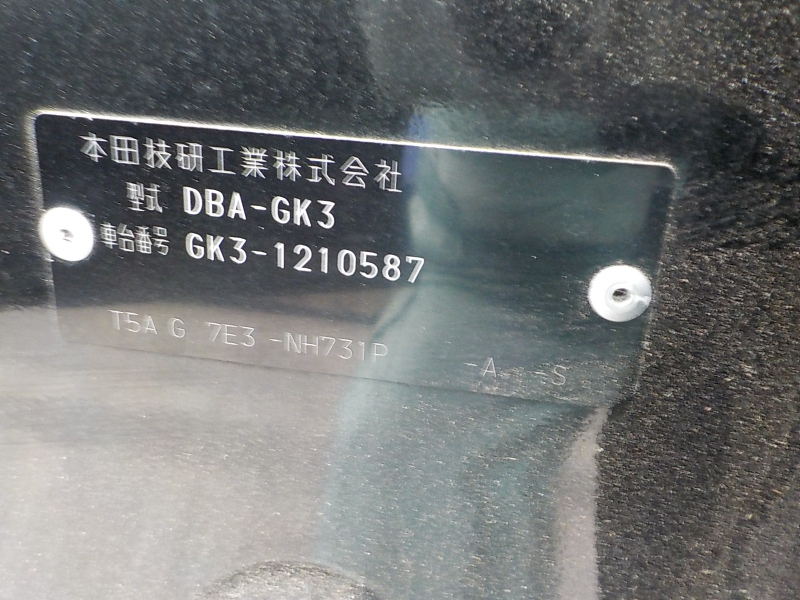 本田技研工業株式会社
型式 DBA-GK3
車台番号 GK3-1210587
T5A G 7E3 -NH731P -A -S